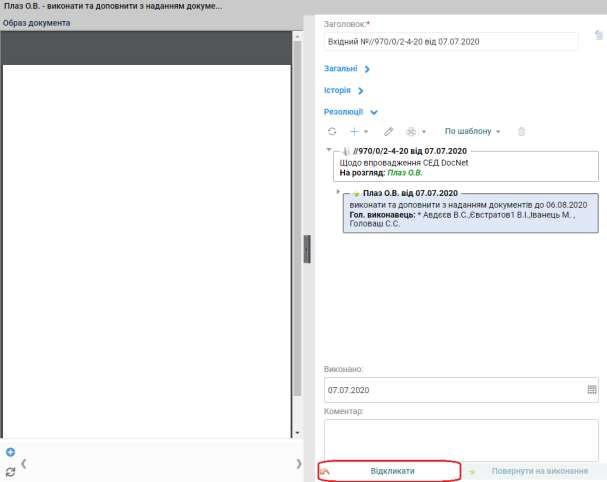 Плаз О.В. - виконати та доповнити з наданням докуме...
Образ документа
Заголовок:*
Вхідний №//970/0/2-4-20 від 07.07.2020
Загальні
Історія
Резолюції
По шаблону
//970/0/2-4-20 від 07.07.2020
Щодо впровадження СЕД DocNet
На розгляд: Плаз О.В.
Плаз О.В. від 07.07.2020
виконати та доповнити з наданням документів до 06.08.2020
Гол. виконавець: * Авдєєв В.С.,Євстратов1 В.І.,Іванець М. ,
Головаш С.С.
Виконано:
07.07.2020
Коментар:
Відкликати
Повернути на виконання